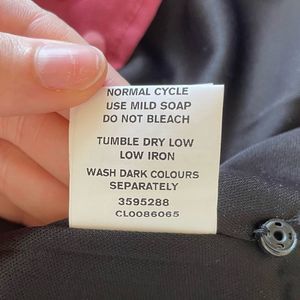 NORMAL CYCLE
USE MILD SOAP
DO NOT BLEACH
TUMBLE DRY LOW
LOW IRON
WASH DARK COLOURS
SEPARATELY
3595288
CL0086065